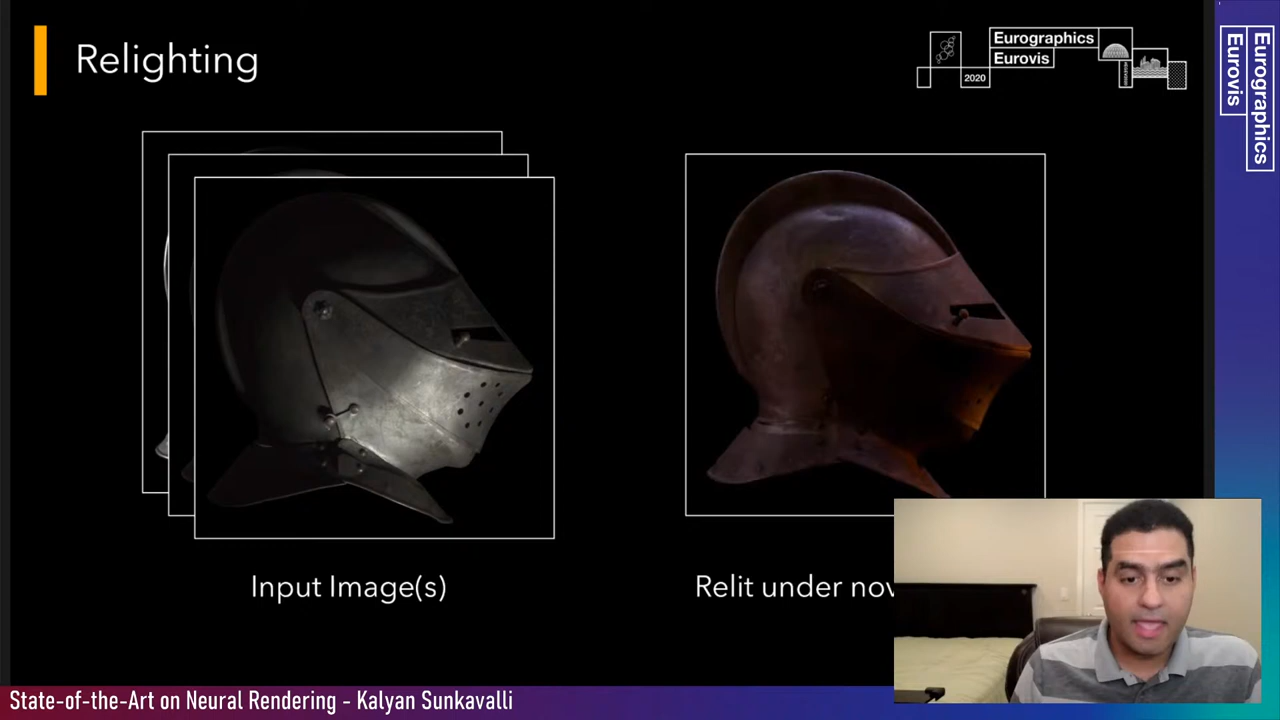 Relighting
Eurographics
Eurovis
2020
Eurographics
Eurovis
Input Image(s)
Relit under
State-of-the-Art on Neural Rendering - Kalyan Sunkavalli